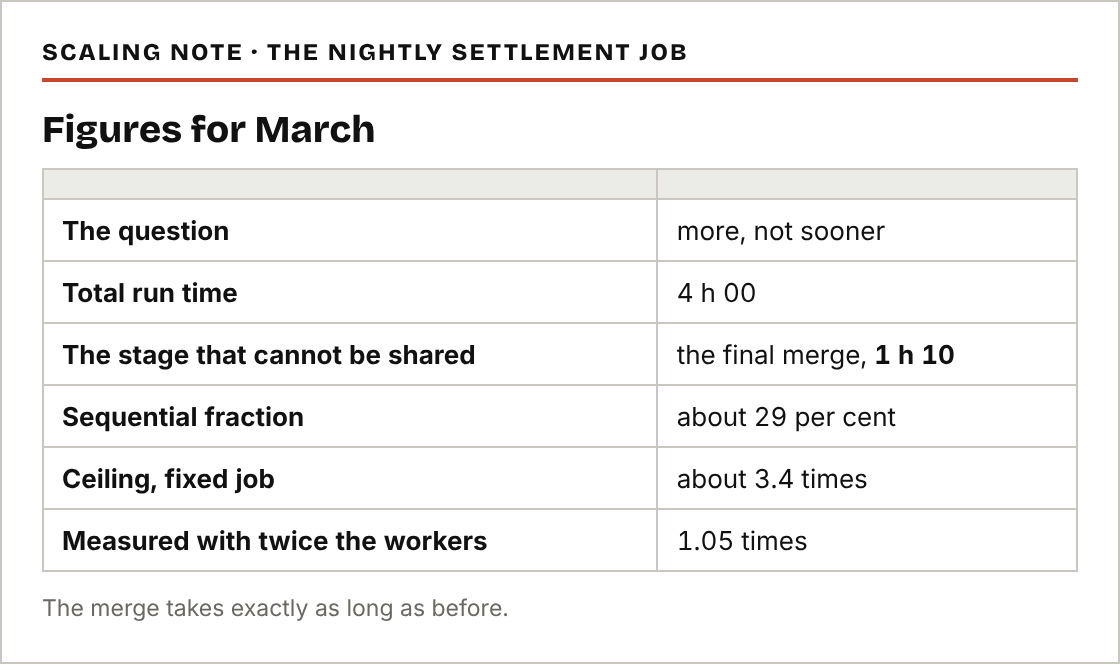 SCALING NOTE · THE NIGHTLY SETTLEMENT JOB
Figures for March
The question more, not sooner
Total run time 4 h 00
The stage that cannot be shared the final merge, 1 h 10
Sequential fraction about 29 per cent
Ceiling, fixed job about 3.4 times
Measured with twice the workers 1.05 times
The merge takes exactly as long as before.